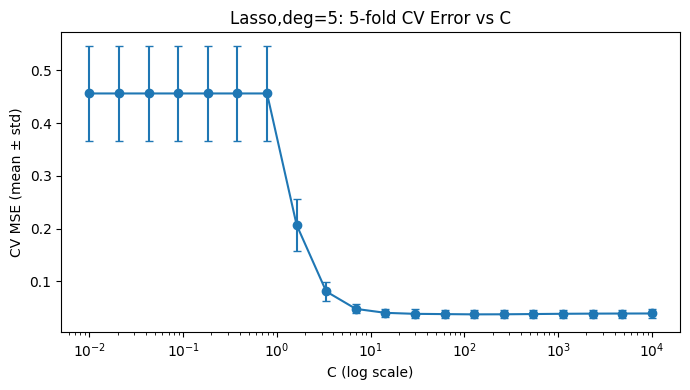 Lasso,deg=5: 5-fold CV Error vs C
CV MSE (mean ± std)
0.5
0.4
0.3
0.2
0.1
10⁻² 10⁻¹ 10⁰ 10¹ 10² 10³ 10⁴
C (log scale)